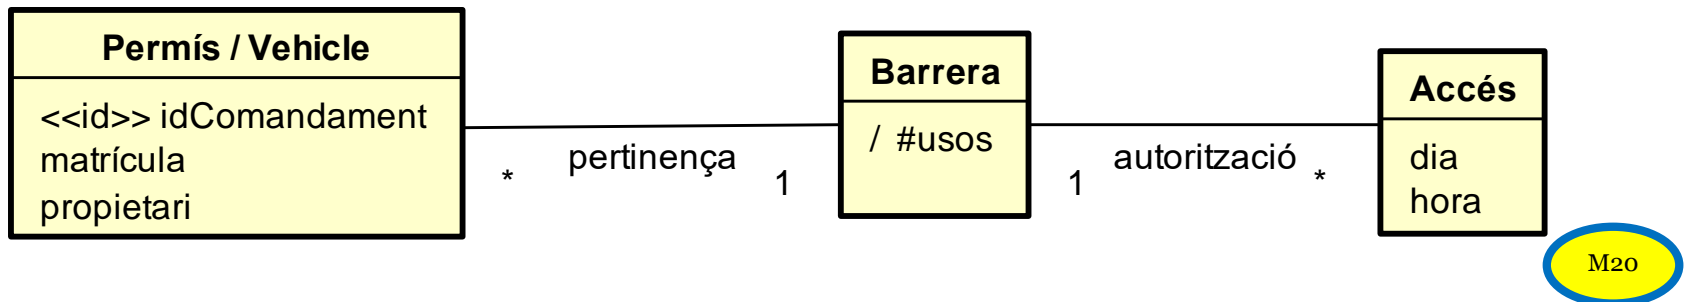 Permís / Vehicle
<<id>> idComandament
matrícula
propietari
* pertinença 1
Barrera
/ #usos
1 autorització *
Accés
dia
hora
M20